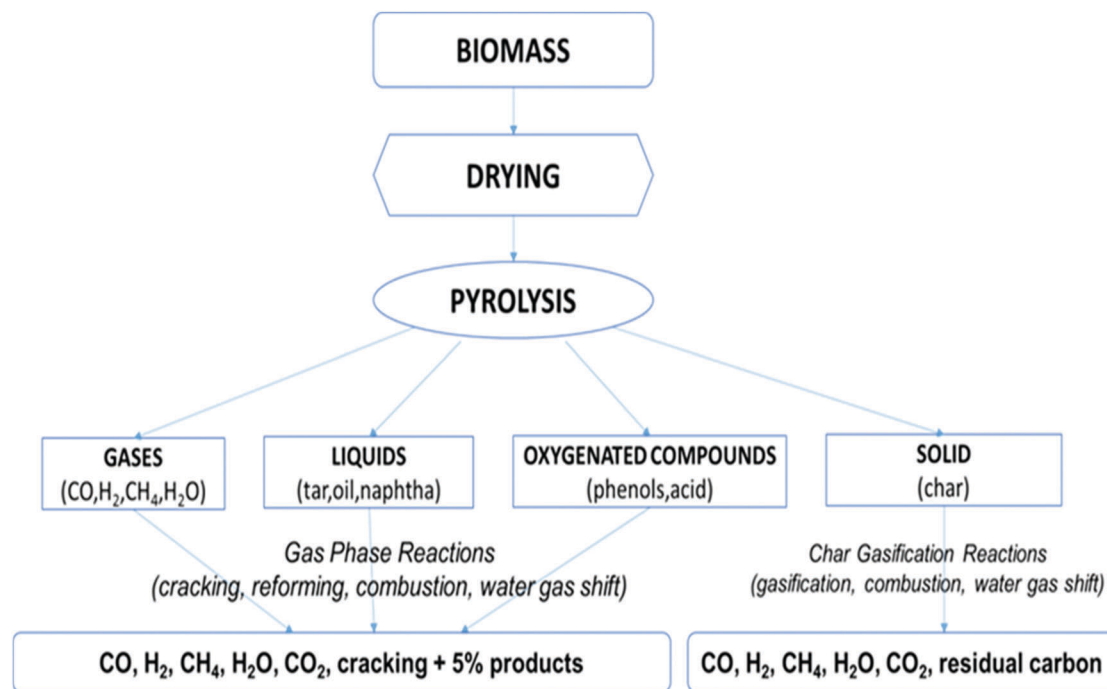 BIOMASS
DRYING
PYROLYSIS
GASES
(CO,H₂,CH₄,H₂O)
LIQUIDS
(tar,oil,naphtha)
OXYGENATED COMPOUNDS
(phenols,acid)
SOLID
(char)
Gas Phase Reactions
(cracking, reforming, combustion, water gas shift)
Char Gasification Reactions
(gasification, combustion, water gas shift)
CO, H₂, CH₄, H₂O, CO₂, cracking + 5% products
CO, H₂, CH₄, H₂O, CO₂, residual carbon